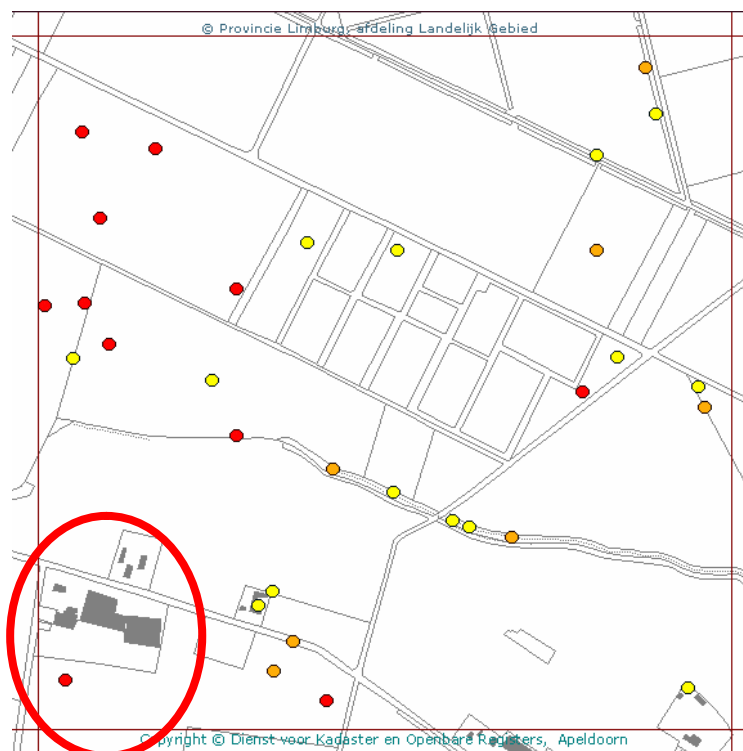 © Provincie Limburg, afdeling Landelijk Gebied
Copyright © Dienst voor Kadaster en Openbare Registers, Apeldoorn